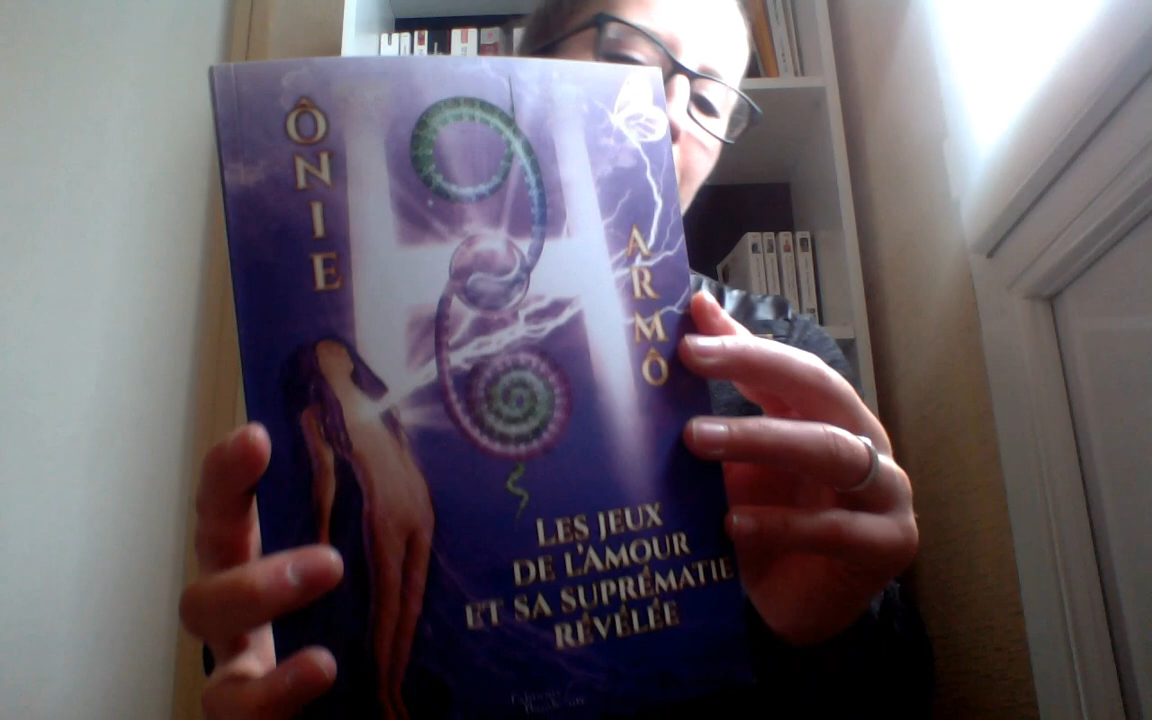 ÔNIE
ARMÔ
LES JEUX
DE L'AMOUR
ET SA SUPRÉMATIE
RÉVÉLÉE